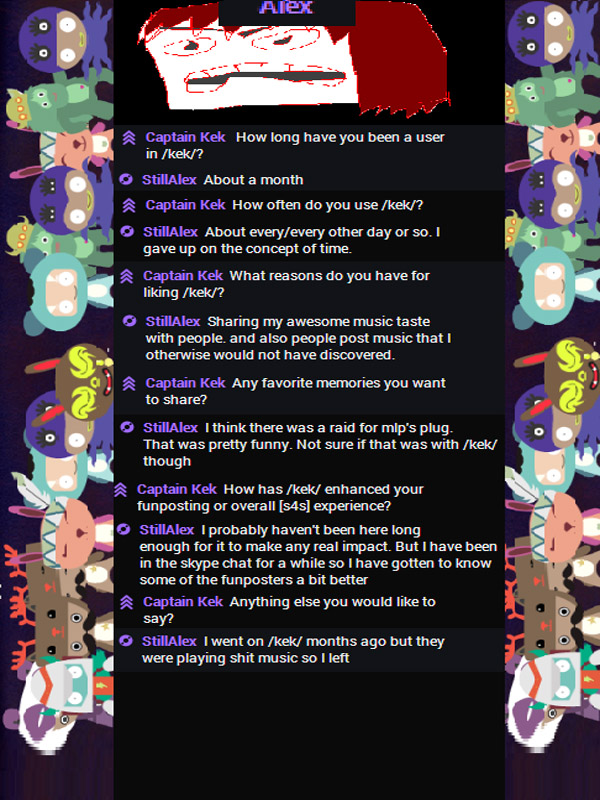 Alex
Captain Kek How long have you been a user
in /kek/?
StillAlex About a month
Captain Kek How often do you use /kek/?
StillAlex About every/every other day or so. I
gave up on the concept of time.
Captain Kek What reasons do you have for
liking /kek/?
StillAlex Sharing my awesome music taste
with people. and also people post music that I
otherwise would not have discovered.
Captain Kek Any favorite memories you want
to share?
StillAlex I think there was a raid for mlp's plug.
That was pretty funny. Not sure if that was with /kek/
though
Captain Kek How has /kek/ enhanced your
funposting or overall [s4s] experience?
StillAlex I probably haven't been here long
enough for it to make any real impact. But I have been
in the skype chat for a while so I have gotten to know
some of the funposters a bit better
Captain Kek Anything else you would like to
say?
StillAlex I went on /kek/ months ago but they
were playing shit music so I left